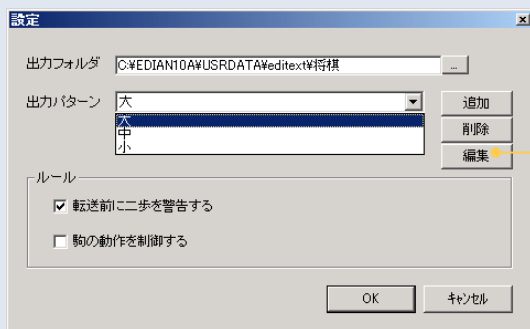 設定
出力フォルダ C:¥EDIAN10A¥USRDATA¥editext¥将棋 ...
出力パターン 大 追加
大
中
小
削除
編集
ルール
転送前に二歩を警告する
駒の動作を制御する
OK キャンセル